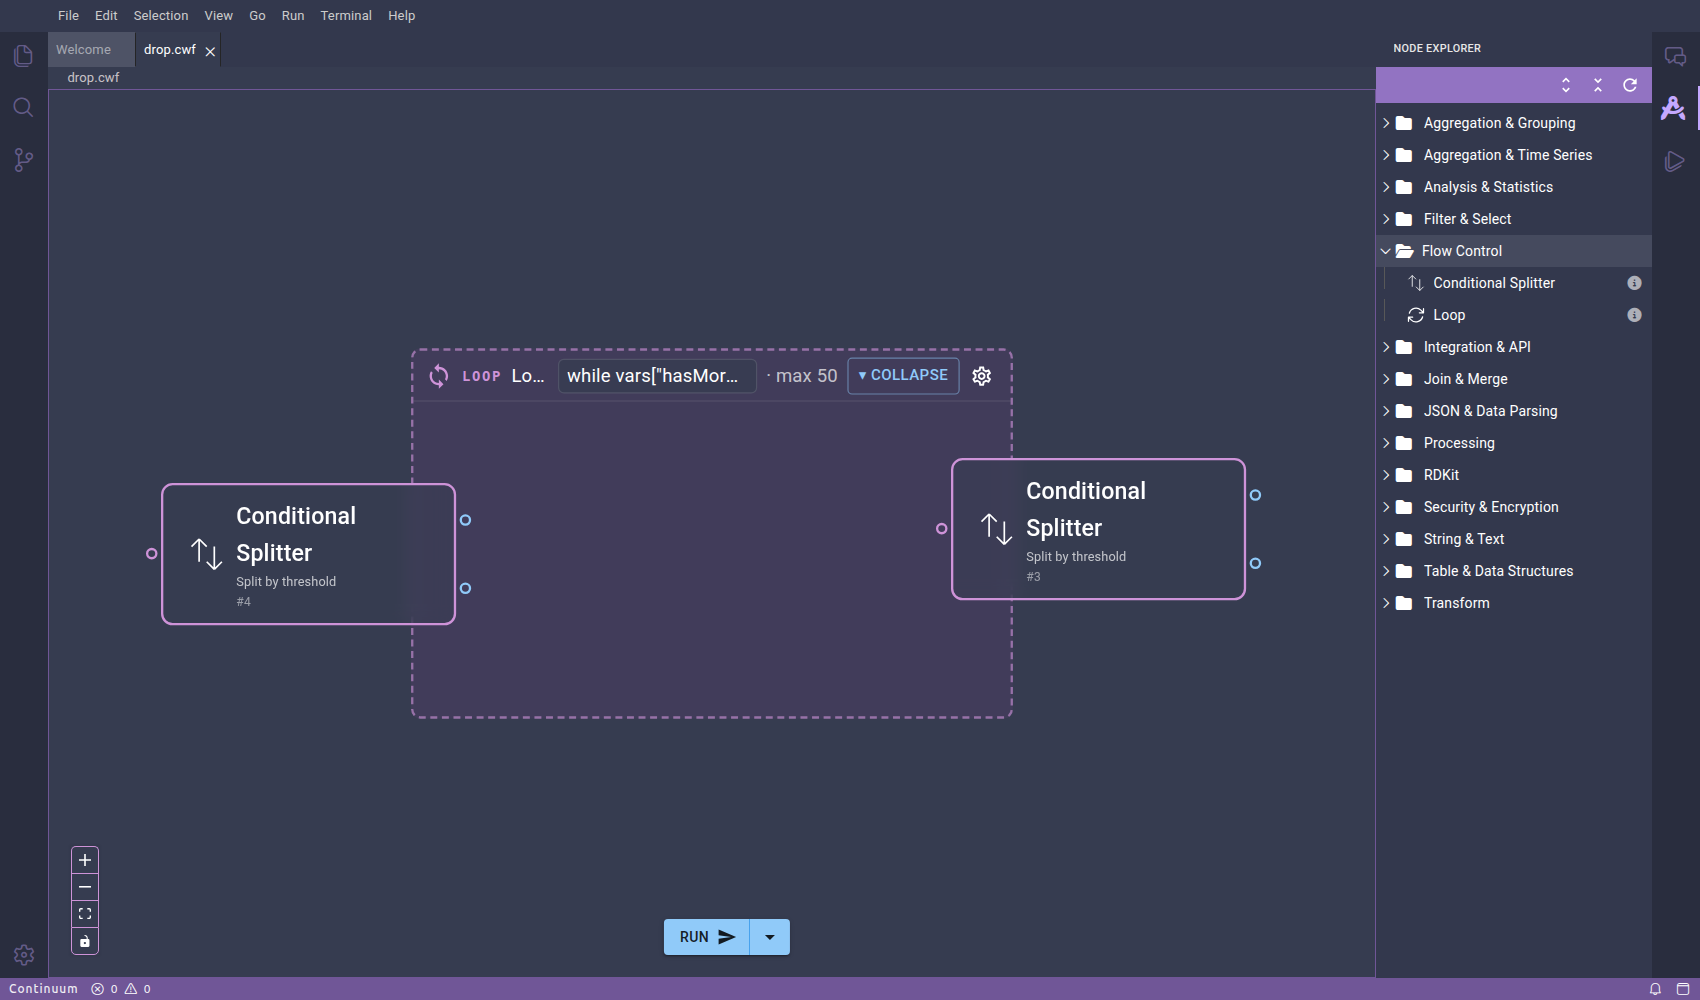 File Edit Selection View Go Run Terminal Help
Welcome drop.cwf
drop.cwf
NODE EXPLORER
Aggregation & Grouping
Aggregation & Time Series
Analysis & Statistics
Filter & Select
Flow Control
Conditional Splitter
Loop
Integration & API
Join & Merge
JSON & Data Parsing
Processing
RDKit
Security & Encryption
String & Text
Table & Data Structures
Transform
LOOP Lo... while vars["hasMor... · max 50 ▾ COLLAPSE
Conditional
Splitter
Split by threshold
#4
Conditional
Splitter
Split by threshold
#3
RUN
Continuum 0 0